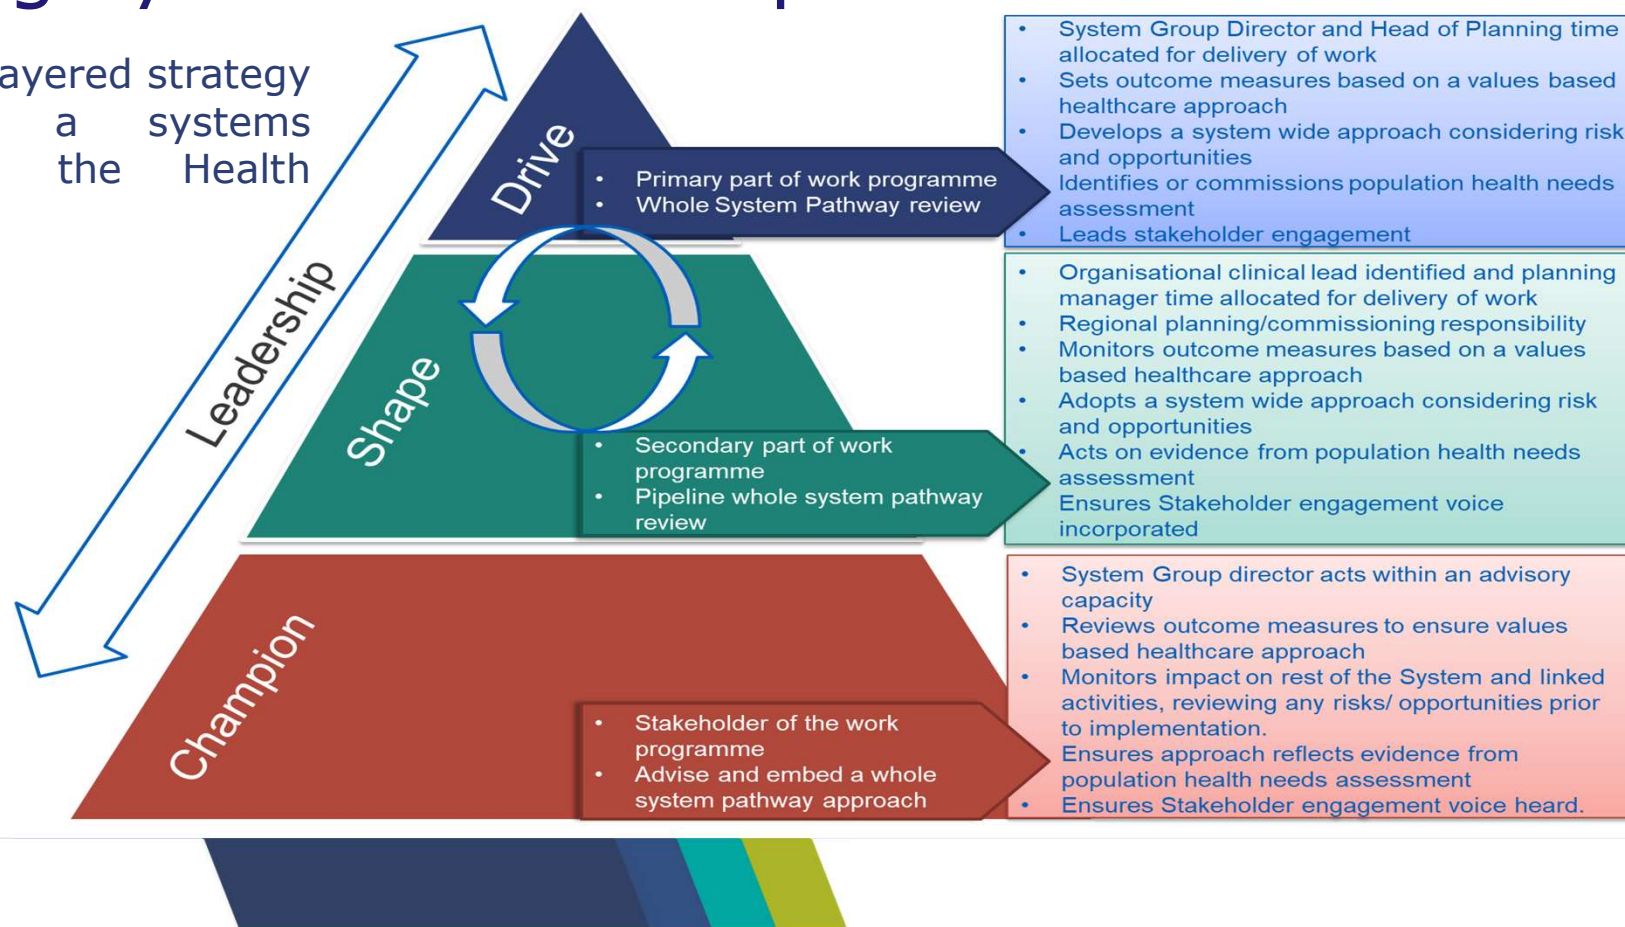 ayered strategy
a systems
the Health
Leadership
Drive
• Primary part of work programme
• Whole System Pathway review
• System Group Director and Head of Planning time
allocated for delivery of work
• Sets outcome measures based on a values based
healthcare approach
• Develops a system wide approach considering risk
and opportunities
• Identifies or commissions population health needs
assessment
• Leads stakeholder engagement
Shape
• Secondary part of work
programme
• Pipeline whole system pathway
review
• Organisational clinical lead identified and planning
manager time allocated for delivery of work
• Regional planning/commissioning responsibility
• Monitors outcome measures based on a values
based healthcare approach
• Adopts a system wide approach considering risk
and opportunities
• Acts on evidence from population health needs
assessment
Ensures Stakeholder engagement voice
incorporated
Champion
• Stakeholder of the work
programme
• Advise and embed a whole
system pathway approach
• System Group director acts within an advisory
capacity
• Reviews outcome measures to ensure values
based healthcare approach
• Monitors impact on rest of the System and linked
activities, reviewing any risks/ opportunities prior
to implementation.
Ensures approach reflects evidence from
population health needs assessment
• Ensures Stakeholder engagement voice heard.